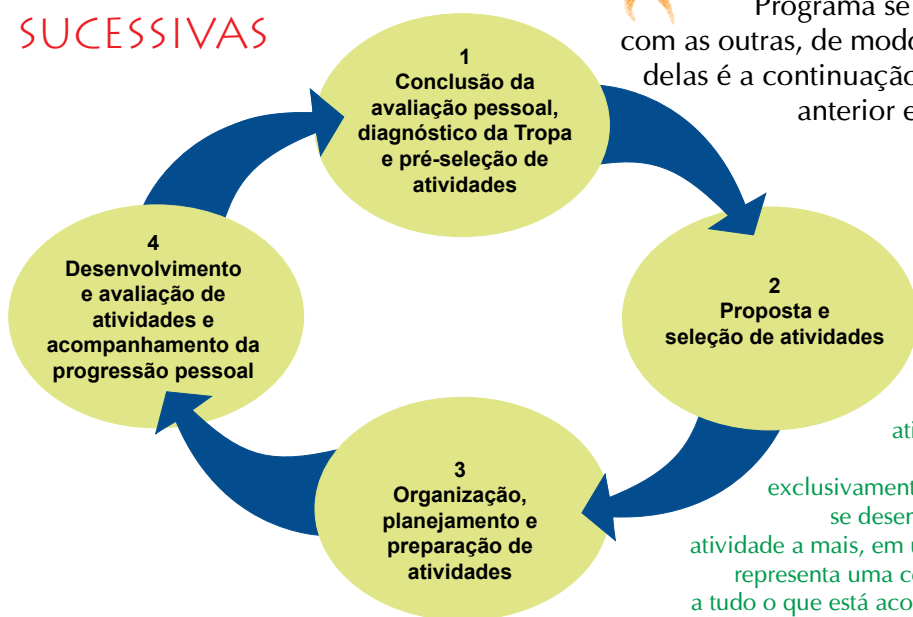 SUCESSIVAS
Programa se
com as outras, de modo
delas é a continuação
anterior e
1
Conclusão da
avaliação pessoal,
diagnóstico da Tropa
e pré-seleção de
atividades
2
Proposta e
seleção de atividades
3
Organização,
planejamento e
preparação de
atividades
4
Desenvolvimento
e avaliação de
atividades e
acompanhamento da
progressão pessoal
exclusivament
se desen
atividade a mais, em
representa uma
a tudo o que está